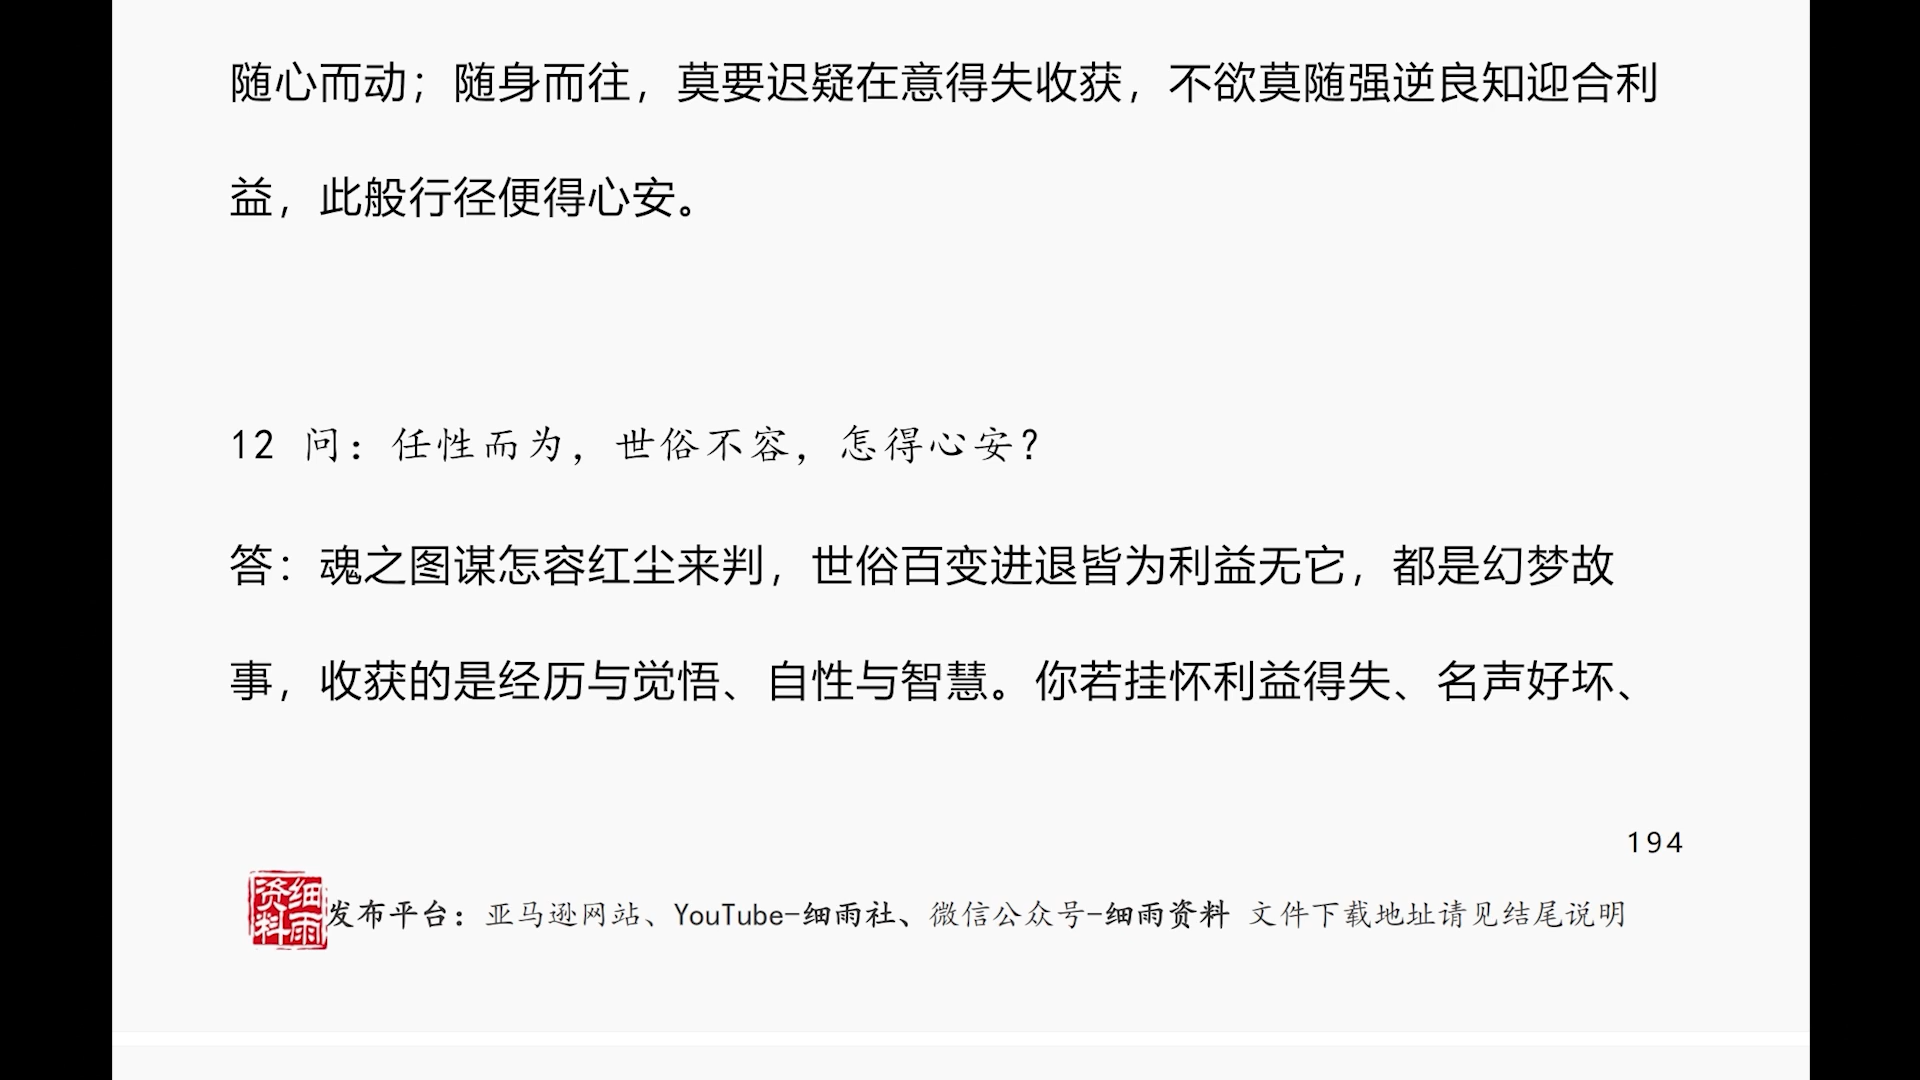 随心而动；随身而往，莫要迟疑在意得失收获，不欲莫随强逆良知迎合利
益，此般行径便得心安。
12 问：任性而为，世俗不容，怎得心安？
答：魂之图谋怎容红尘来判，世俗百变进退皆为利益无它，都是幻梦故
事，收获的是经历与觉悟、自性与智慧。你若挂怀利益得失、名声好坏、
194
细雨资料
发布平台：亚马逊网站、YouTube-细雨社、微信公众号-细雨资料 文件下载地址请见结尾说明